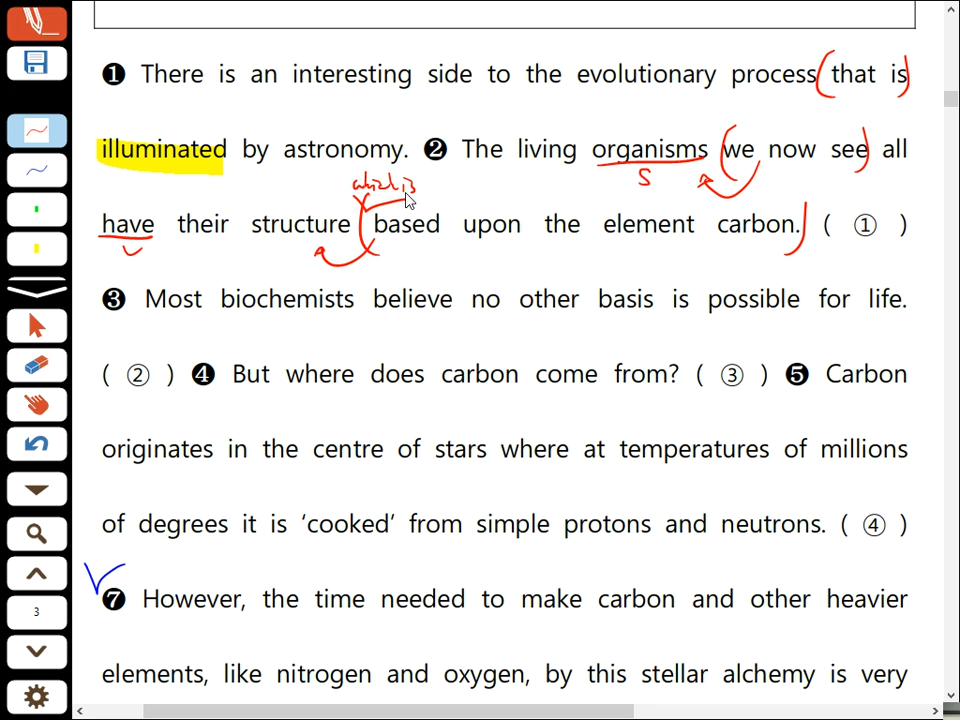 ❶ There is an interesting side to the evolutionary process (that is)
illuminated by astronomy. ❷ The living organisms (we now see) all
S
which is
have their structure (based upon the element carbon.) ( ① )
❸ Most biochemists believe no other basis is possible for life.
( ② ) ❹ But where does carbon come from? ( ③ ) ❺ Carbon
originates in the centre of stars where at temperatures of millions
of degrees it is ‘cooked’ from simple protons and neutrons. ( ④ )
❼ However, the time needed to make carbon and other heavier
3
elements, like nitrogen and oxygen, by this stellar alchemy is very